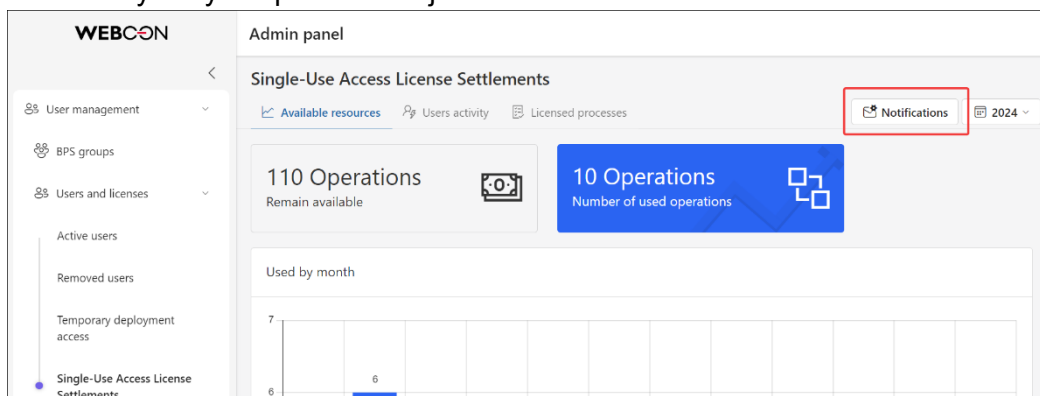 WEBCON
Admin panel
Single-Use Access License Settlements
User management
Available resources
Users activity
Licensed processes
Notifications
2024
BPS groups
110 Operations
Remain available
10 Operations
Number of used operations
Users and licenses
Active users
Used by month
Removed users
Temporary deployment
access
7
6
Single-Use Access License
Settlements
6